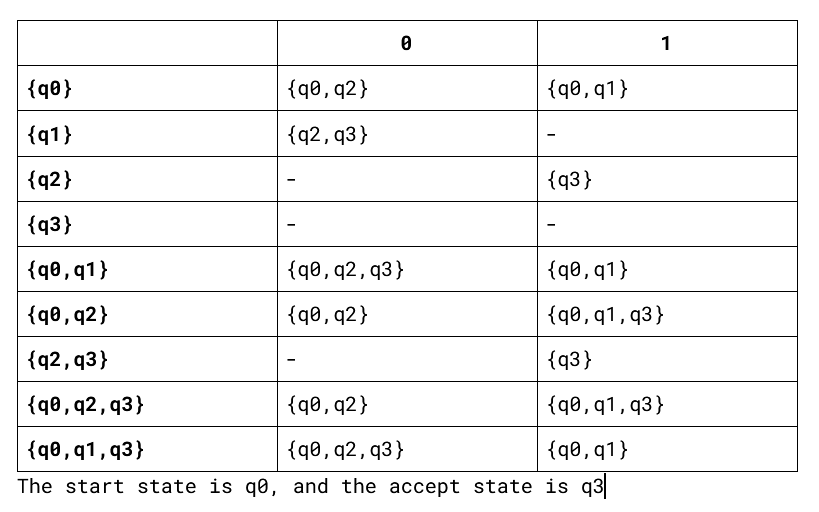 0 1
{q0} {q0,q2} {q0,q1}
{q1} {q2,q3} -
{q2} - {q3}
{q3} - -
{q0,q1} {q0,q2,q3} {q0,q1}
{q0,q2} {q0,q2} {q0,q1,q3}
{q2,q3} - {q3}
{q0,q2,q3} {q0,q2} {q0,q1,q3}
{q0,q1,q3} {q0,q2,q3} {q0,q1}
The start state is q0, and the accept state is q3